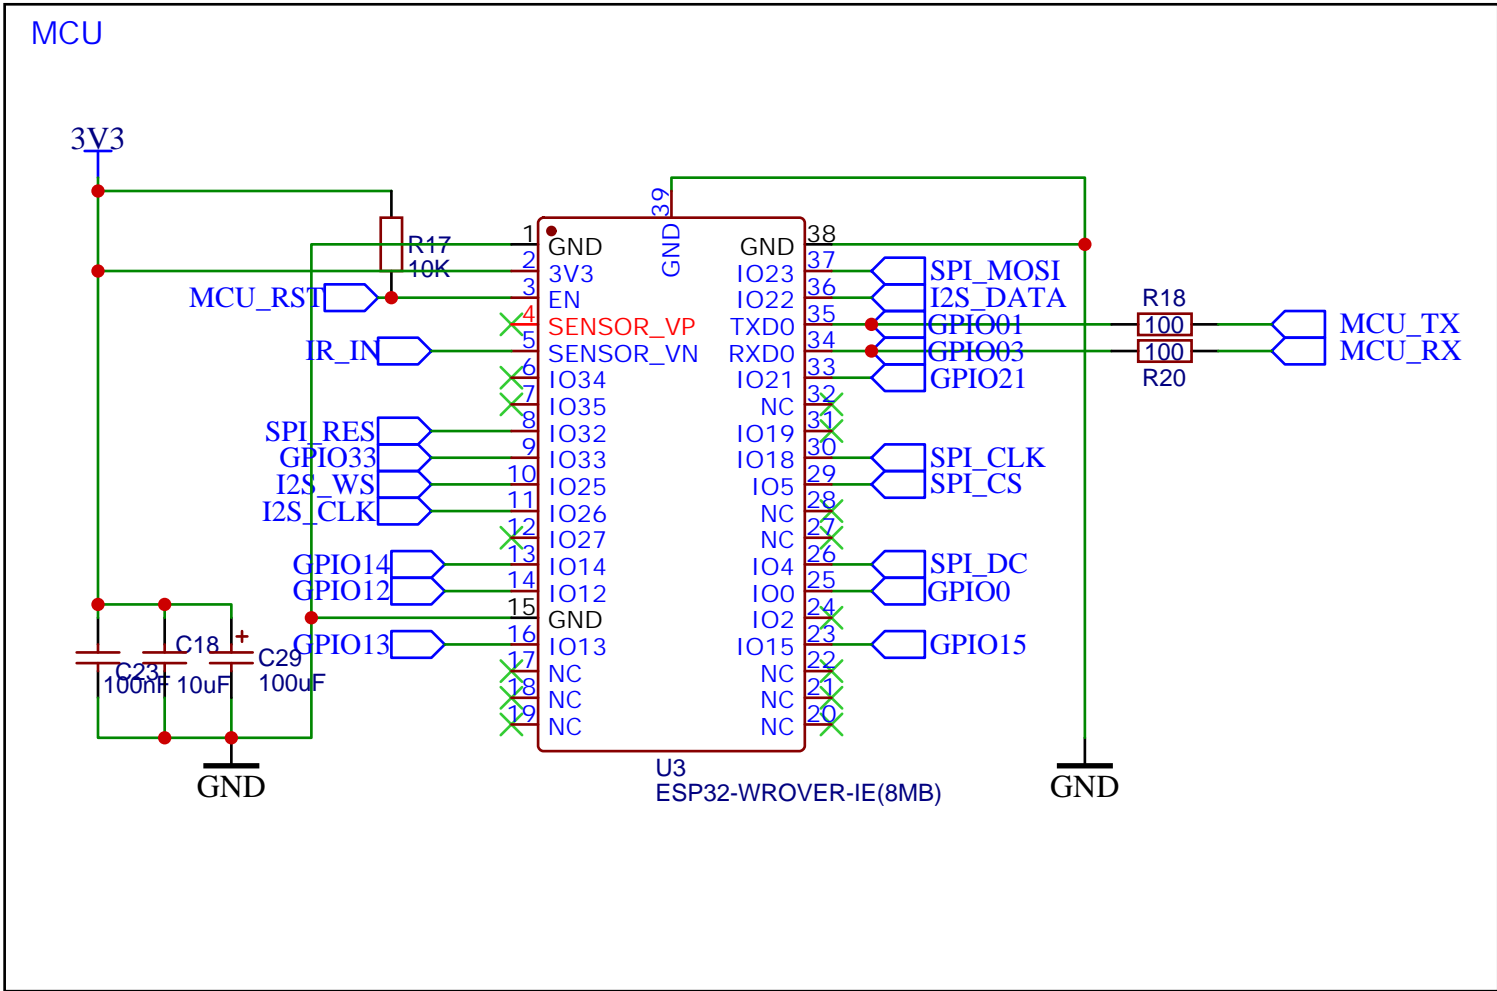 MCU
3V3
R17
10K
MCU_RST
IR_IN
SPI_RES
GPIO33
I2S_WS
I2S_CLK
GPIO14
GPIO12
GPIO13
C23
100nF
C18
10uF
+
C29
100uF
GND
1 GND
2 3V3
3 EN
4 SENSOR_VP
5 SENSOR_VN
6 IO34
7 IO35
8 IO32
9 IO33
10 IO25
11 IO26
12 IO27
13 IO14
14 IO12
15 GND
16 IO13
17 NC
18 NC
19 NC
39 GND
GND 38
IO23 37
IO22 36
TXD0 35
RXD0 34
IO21 33
NC 32
IO19 31
IO18 30
IO5 29
NC 28
NC 27
IO4 26
IO0 25
IO2 24
IO15 23
NC 22
NC 21
NC 20
U3
ESP32-WROVER-IE(8MB)
SPI_MOSI
I2S_DATA
GPIO01
GPIO03
GPIO21
SPI_CLK
SPI_CS
SPI_DC
GPIO0
GPIO15
R18
100
100
R20
MCU_TX
MCU_RX
GND